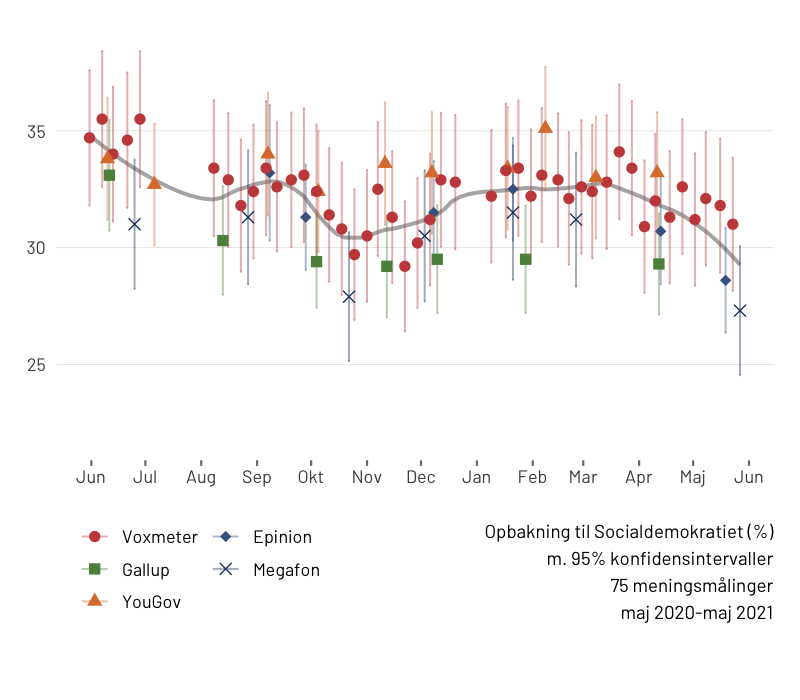 35
30
25
Jun Jul Aug Sep Okt Nov Dec Jan Feb Mar Apr Maj Jun
Voxmeter Epinion
Gallup Megafon
YouGov
Opbakning til Socialdemokratiet (%)
m. 95% konfidensintervaller
75 meningsmålinger
maj 2020-maj 2021